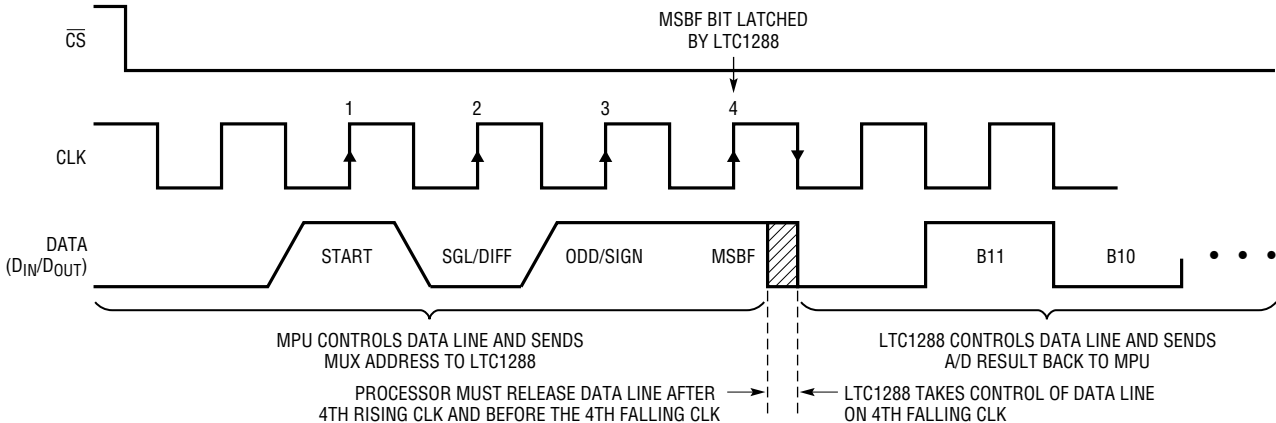 MSBF BIT LATCHED
BY LTC1288
CS
1 2 3 4
CLK
DATA
(DIN/DOUT)
START SGL/DIFF ODD/SIGN MSBF B11 B10 • • •
MPU CONTROLS DATA LINE AND SENDS
MUX ADDRESS TO LTC1288
LTC1288 CONTROLS DATA LINE AND SENDS
A/D RESULT BACK TO MPU
PROCESSOR MUST RELEASE DATA LINE AFTER
4TH RISING CLK AND BEFORE THE 4TH FALLING CLK
LTC1288 TAKES CONTROL OF DATA LINE
ON 4TH FALLING CLK